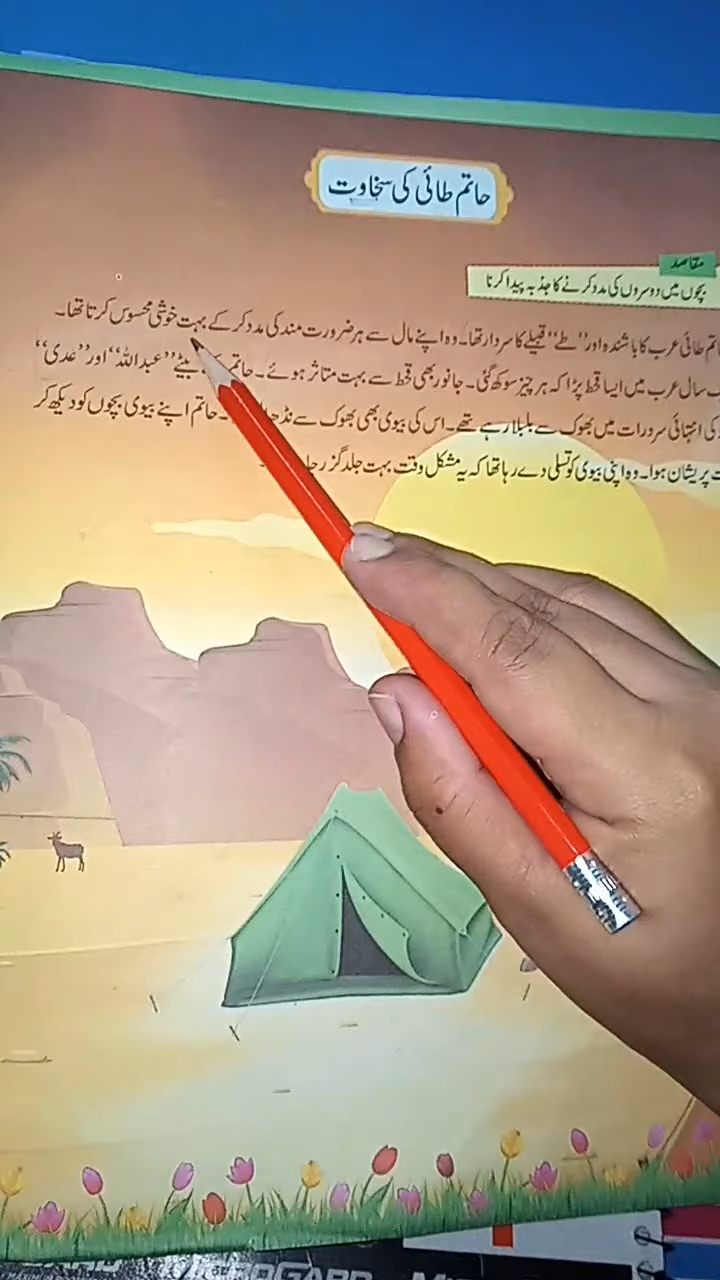 حاتم طائی کی سخاوت
مقاصد
بچوں میں دوسروں کی مدد کرنے کا جذبہ پیدا کرنا
طائی عرب کا باشندہ اور ”طے“ قبیلے کا سردار تھا۔ وہ اپنے مال سے ہر ضرورت مند کی مدد کر کے بہت خوشی محسوس کرتا تھا۔
سال عرب میں ایسا قحط پڑا کہ ہر چیز سوکھ گئی۔ جانور بھی قحط سے بہت متاثر ہوئے۔ حاتم بیٹے ”عبداللہ“ اور ”عدی“
کی انتہائی سرد رات میں بھوک سے بلبلا رہے تھے۔ اس کی بیوی بھی بھوک سے حاتم اپنے بیوی بچوں کو دیکھ کر
پریشان ہوا۔ وہ اپنی بیوی کو تسلی دے رہا تھا کہ یہ مشکل وقت بہت جلد گزر